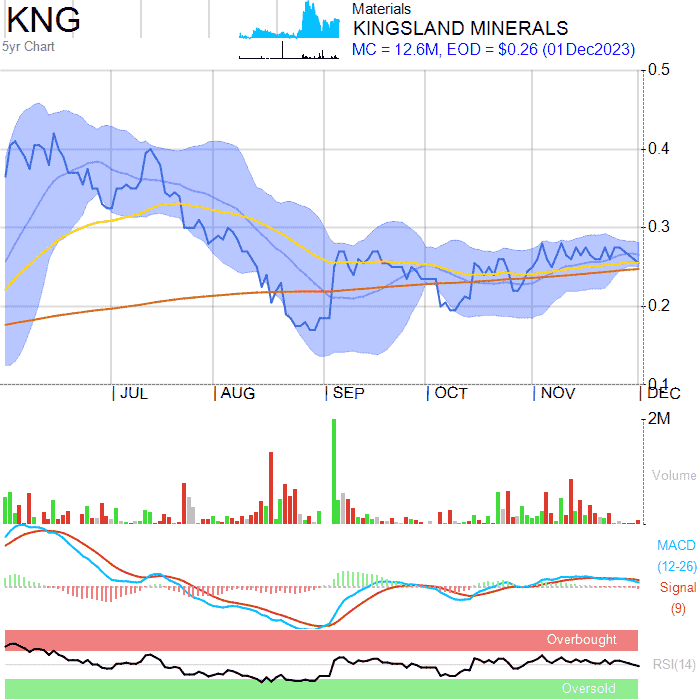 KNG
5yr Chart
Materials
KINGSLAND MINERALS
MC = 12.6M, EOD = $0.26 (01Dec2023)
0.5
0.4
0.3
0.2
0.1
JUL AUG SEP OCT NOV DEC
2M
Volume
MACD
(12-26)
Signal
(9)
Overbought
RSI(14)
Oversold